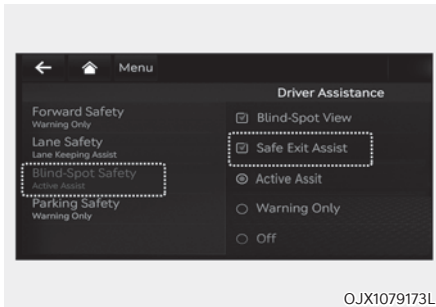 Menu
Driver Assistance
Forward Safety
Warning Only
Lane Safety
Lane Keeping Assist
Blind-Spot Safety
Active Assist
Parking Safety
Warning Only
Blind-Spot View
Safe Exit Assist
Active Assit
Warning Only
Off
OJX1079173L